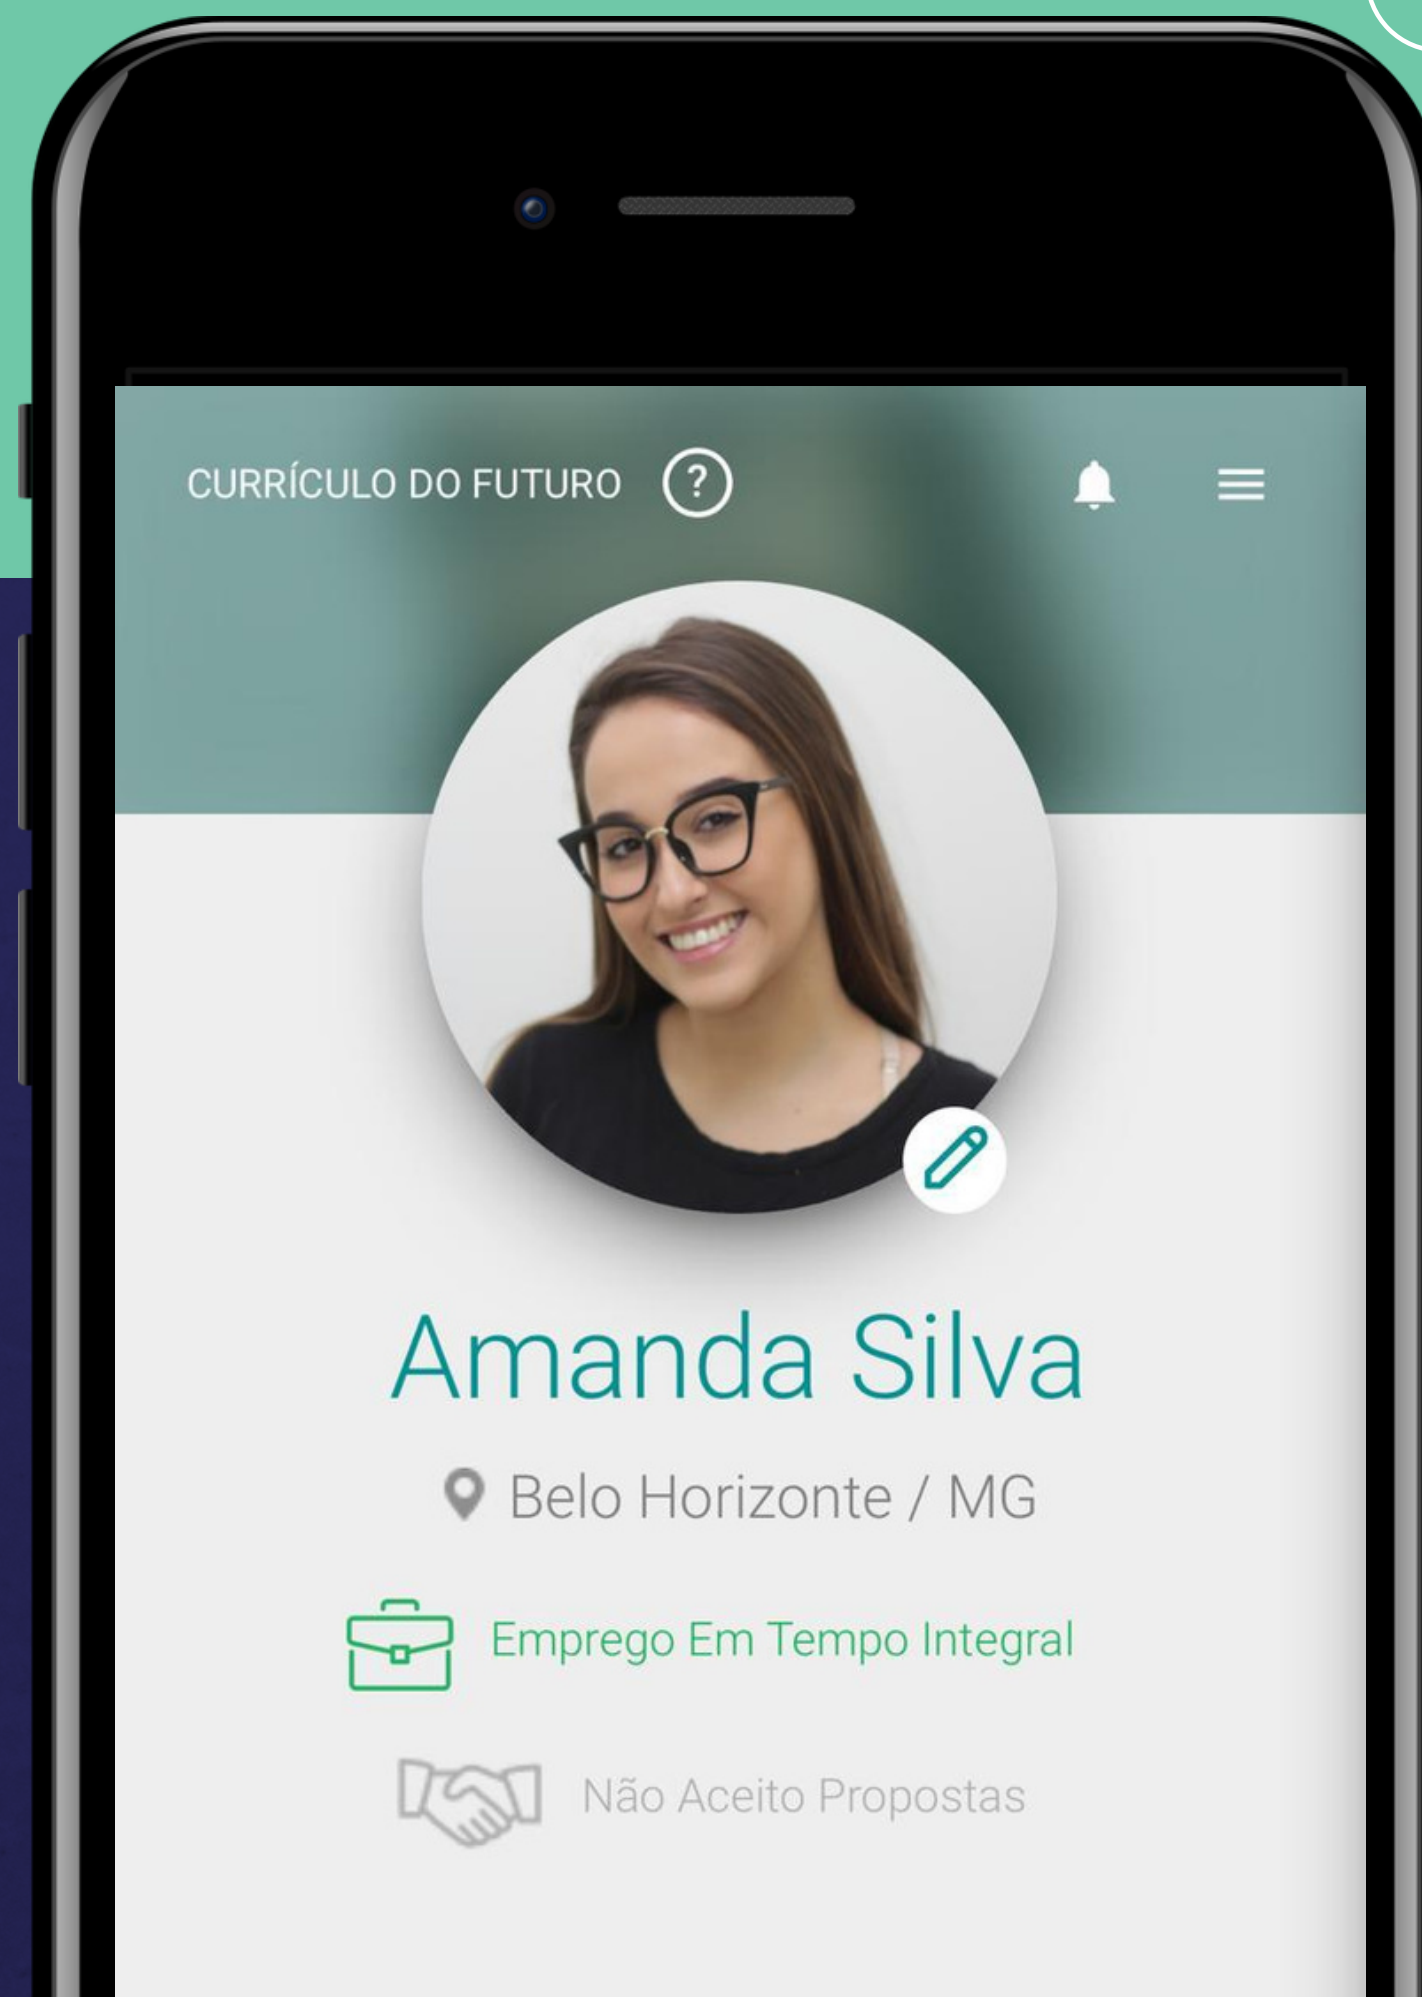 CURRÍCULO DO FUTURO ?
Amanda Silva
Belo Horizonte / MG
Emprego Em Tempo Integral
Não Aceito Propostas